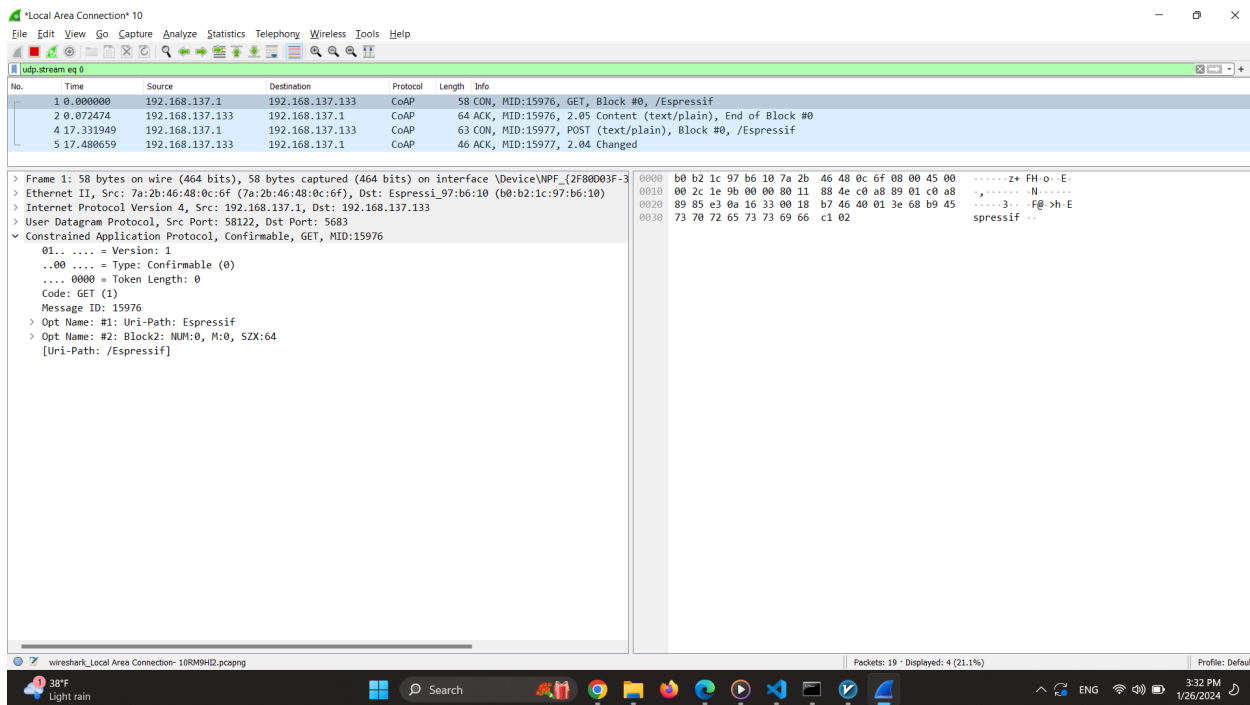 *Local Area Connection* 10
File Edit View Go Capture Analyze Statistics Telephony Wireless Tools Help
udp.stream eq 0
No. Time Source Destination Protocol Length Info
1 0.000000 192.168.137.1 192.168.137.133 CoAP 58 CON, MID:15976, GET, Block #0, /Espressif
2 0.072474 192.168.137.133 192.168.137.1 CoAP 64 ACK, MID:15976, 2.05 Content (text/plain), End of Block #0
4 17.331949 192.168.137.1 192.168.137.133 CoAP 63 CON, MID:15977, POST (text/plain), Block #0, /Espressif
5 17.480659 192.168.137.133 192.168.137.1 CoAP 46 ACK, MID:15977, 2.04 Changed
> Frame 1: 58 bytes on wire (464 bits), 58 bytes captured (464 bits) on interface \Device\NPF_{2F80D03F-3
> Ethernet II, Src: 7a:2b:46:48:0c:6f (7a:2b:46:48:0c:6f), Dst: Espressi_97:b6:10 (b0:b2:1c:97:b6:10)
> Internet Protocol Version 4, Src: 192.168.137.1, Dst: 192.168.137.133
> User Datagram Protocol, Src Port: 58122, Dst Port: 5683
Constrained Application Protocol, Confirmable, GET, MID:15976
01.. .... = Version: 1
..00 .... = Type: Confirmable (0)
.... 0000 = Token Length: 0
Code: GET (1)
Message ID: 15976
> Opt Name: #1: Uri-Path: Espressif
> Opt Name: #2: Block2: NUM:0, M:0, SZX:64
[Uri-Path: /Espressif]
0000 b0 b2 1c 97 b6 10 7a 2b 46 48 0c 6f 08 00 45 00 ······z+ FH·o··E·
0010 00 2c 1e 9b 00 00 80 11 88 4e c0 a8 89 01 c0 a8 ·,······ ·N······
0020 89 85 e3 0a 16 33 00 18 b7 46 40 01 3e 68 b9 45 ·····3·· ·F@·>h·E
0030 73 70 72 65 73 73 69 66 c1 02 spressif ··
wireshark_Local Area Connection- 10RM9HI2.pcapng
Packets: 19 · Displayed: 4 (21.1%)
Profile: Defaul
1
38°F
Light rain
Search
ENG
3:32 PM
1/26/2024